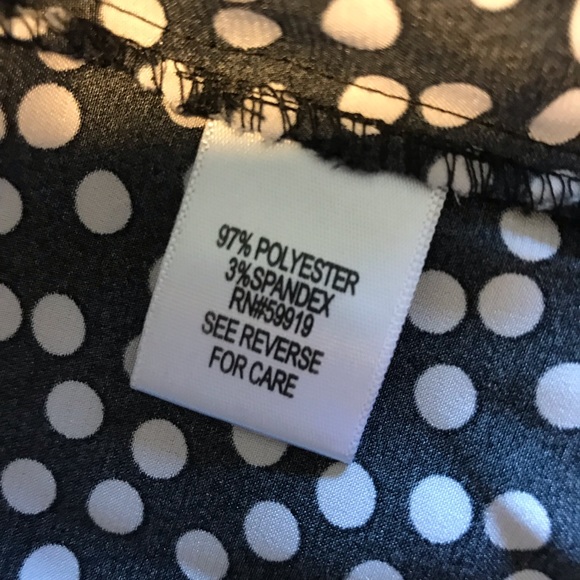 97% POLYESTER
3%SPANDEX
RN#59919
SEE REVERSE
FOR CARE